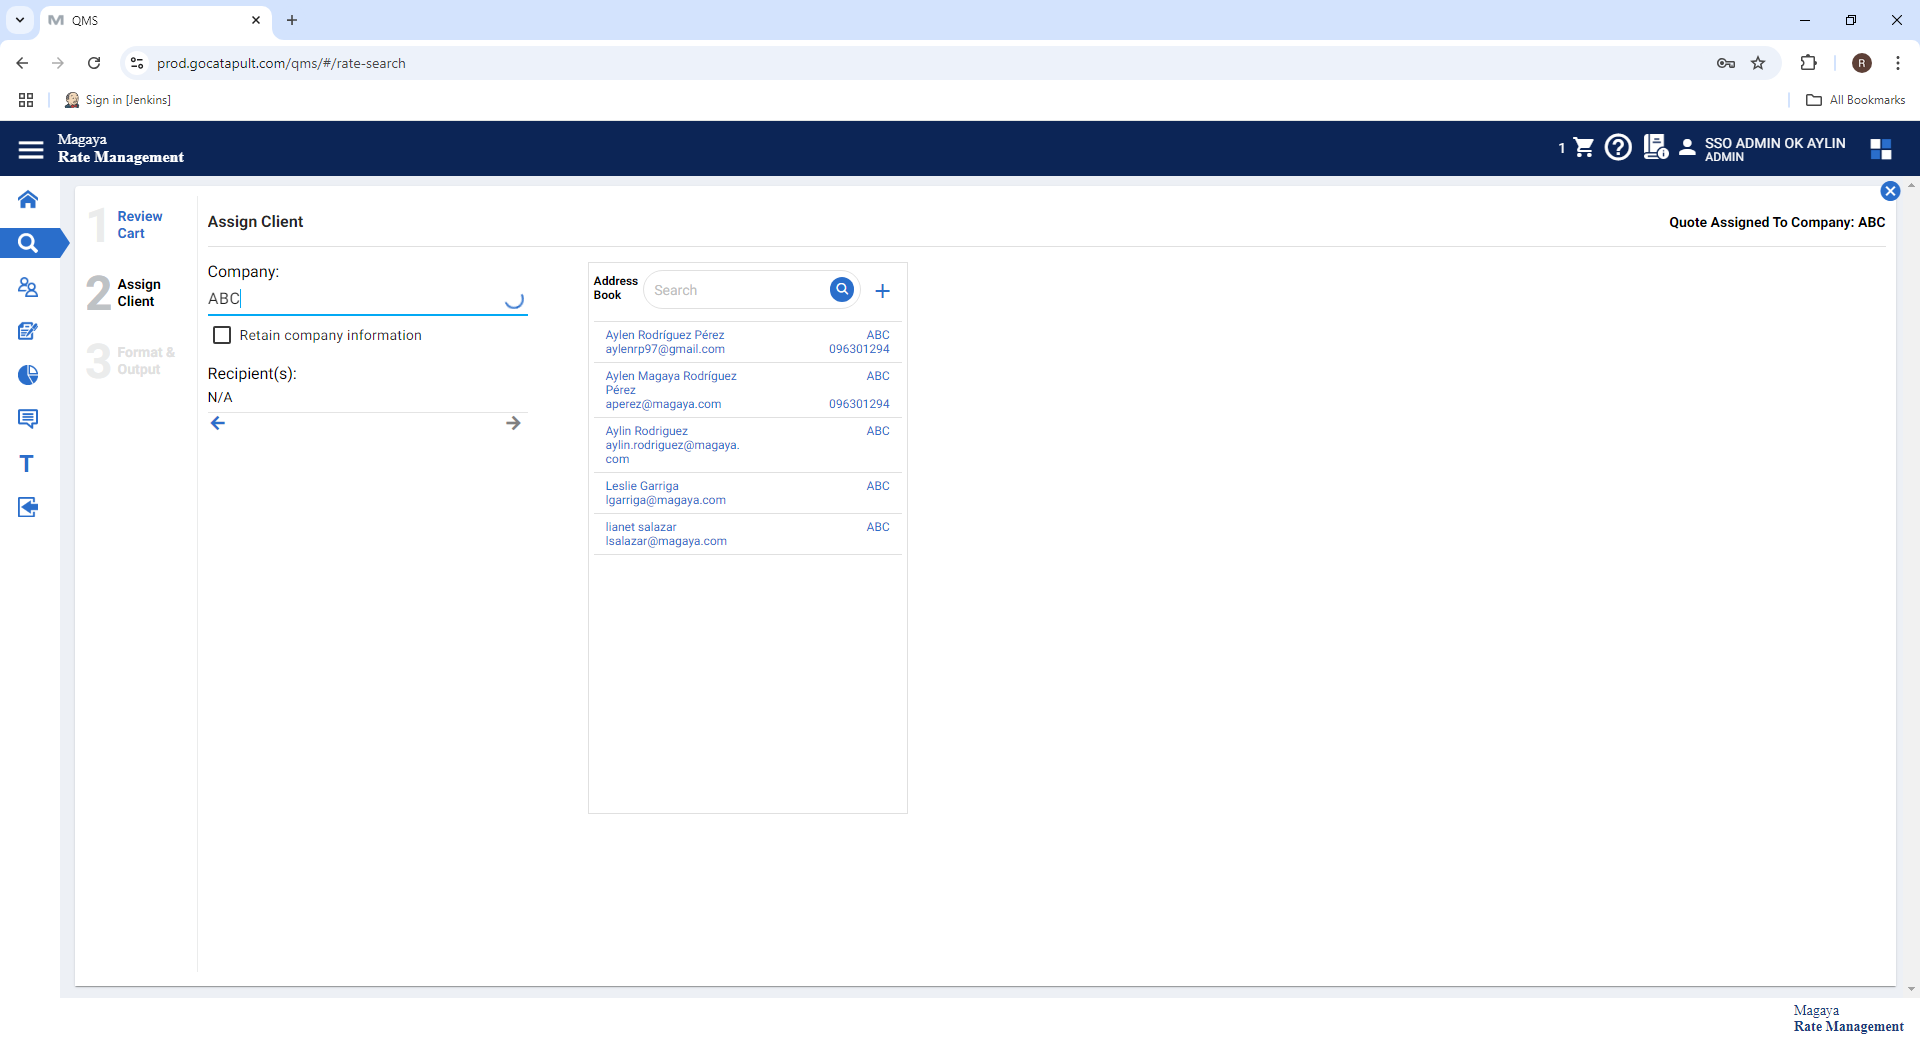 QMS
prod.gocatapult.com/qms/#/rate-search
R
Sign in [Jenkins]
All Bookmarks
Magaya
Rate Management
1
SSO ADMIN OK AYLIN
ADMIN
1 Review
Cart
2 Assign
Client
3 Format &
Output
Assign Client
Quote Assigned To Company: ABC
Company:
ABC
Retain company information
Recipient(s):
N/A
Address
Book
Search
Aylen Rodríguez Pérez ABC
aylenrp97@gmail.com 096301294
Aylen Magaya Rodríguez ABC
Pérez
aperez@magaya.com 096301294
Aylin Rodriguez ABC
aylin.rodriguez@magaya.
com
Leslie Garriga ABC
lgarriga@magaya.com
lianet salazar ABC
lsalazar@magaya.com
T
Magaya
Rate Management